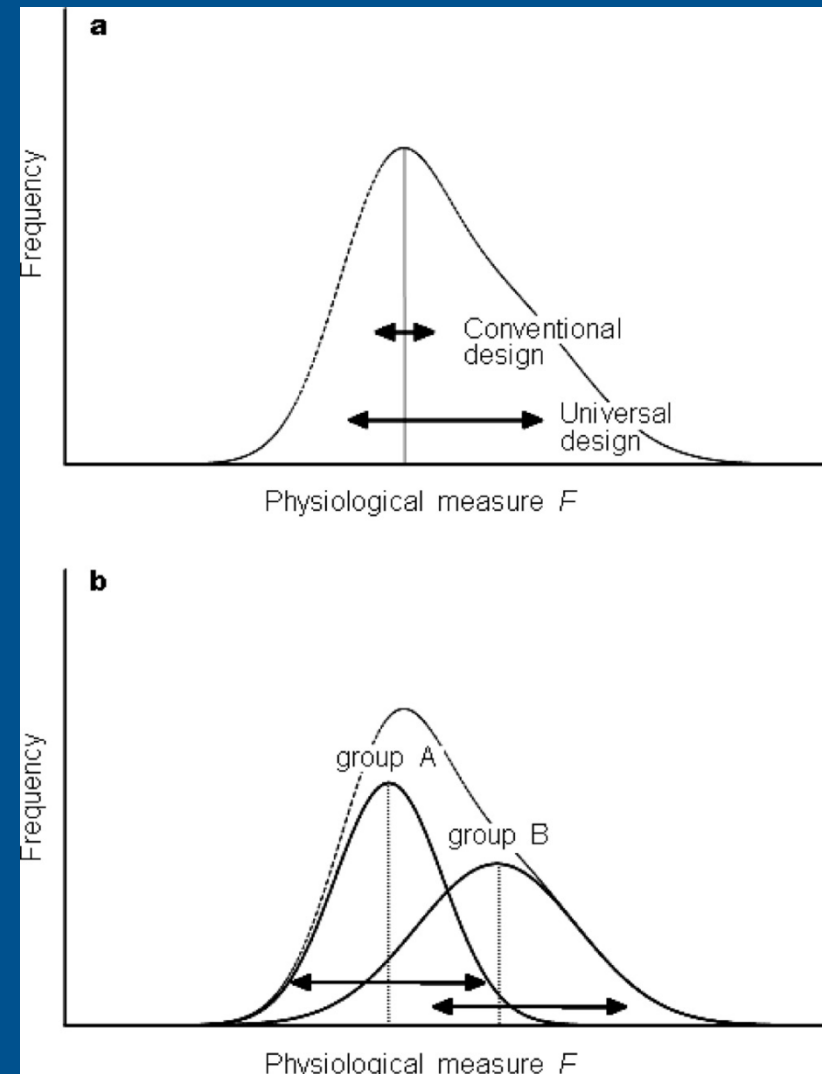 a
Frequency
Conventional
design
Universal
design
Physiological measure F
b
Frequency
group A
group B
Physiological measure F